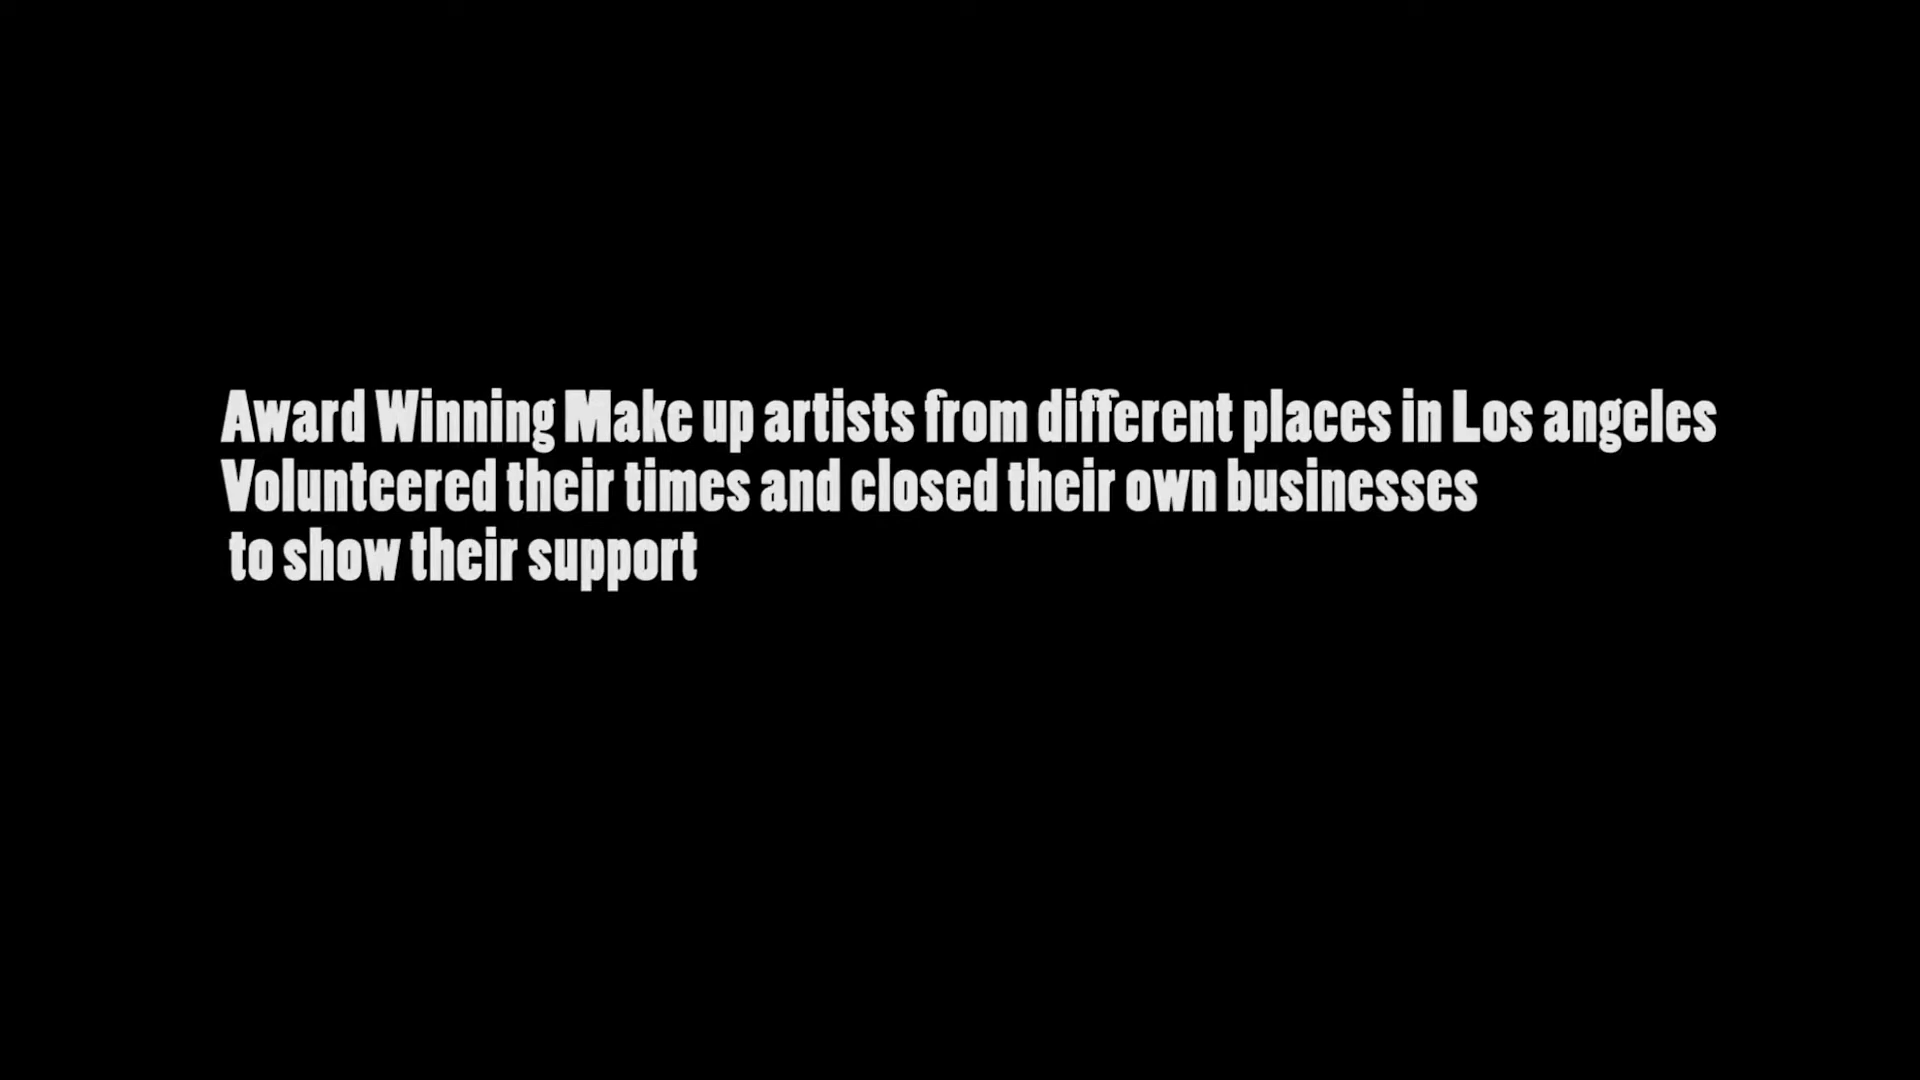 Award Winning Make up artists from different places in Los angeles
Volunteered their times and closed their own businesses
to show their support